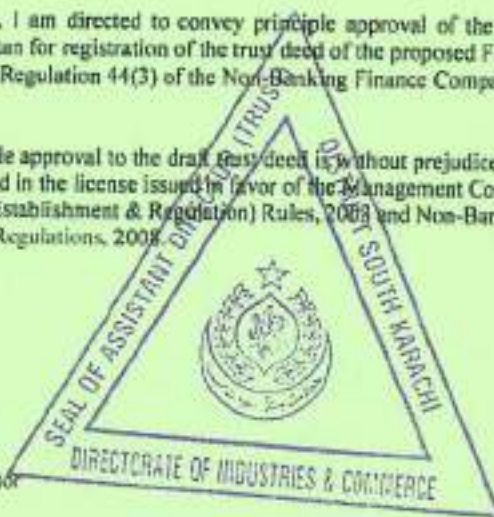 , I am directed to convey principle approval of the
tan for registration of the trust deed of the proposed F
Regulation 44(3) of the Non-Banking Finance Compa
le approval to the draft trust deed is without prejudice
d in the license issued in favor of the Management Co
Establishment & Regulation) Rules, 2003 and Non-Ban
Regulations, 2008.
SEAL OF ASSISTANT DIRECTOR (TRUST
DISTRICT SOUTH KARACHI
DIRECTORATE OF INDUSTRIES & COMMERCE